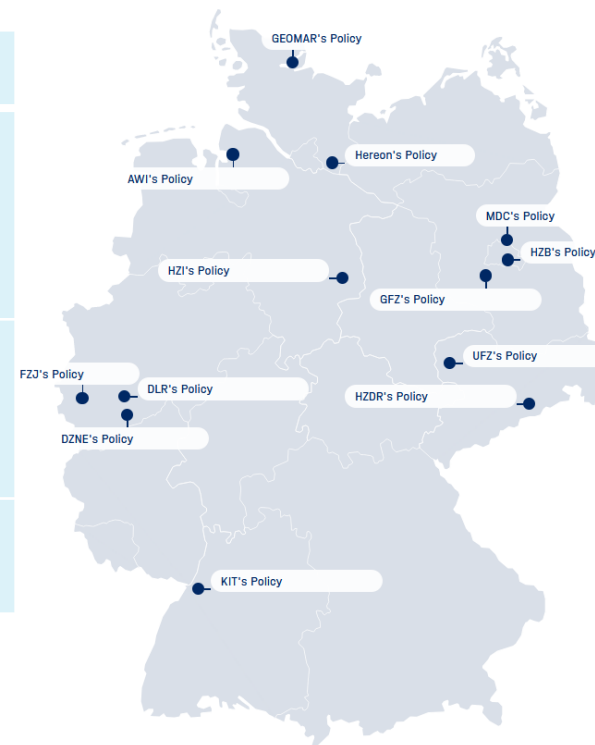 GEOMAR's Policy
Hereon's Policy
AWI's Policy
MDC's Policy
HZB's Policy
HZI's Policy
GFZ's Policy
UFZ's Policy
FZJ's Policy
DLR's Policy
HZDR's Policy
DZNE's Policy
KIT's Policy